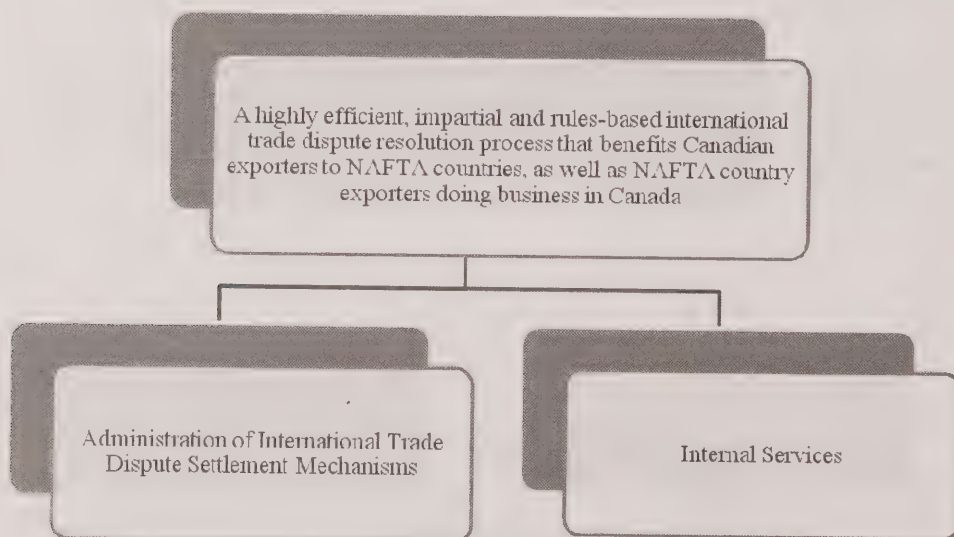 A highly efficient, impartial and rules-based international
trade dispute resolution process that benefits Canadian
exporters to NAFTA countries, as well as NAFTA country
exporters doing business in Canada
Administration of International Trade
Dispute Settlement Mechanisms
Internal Services